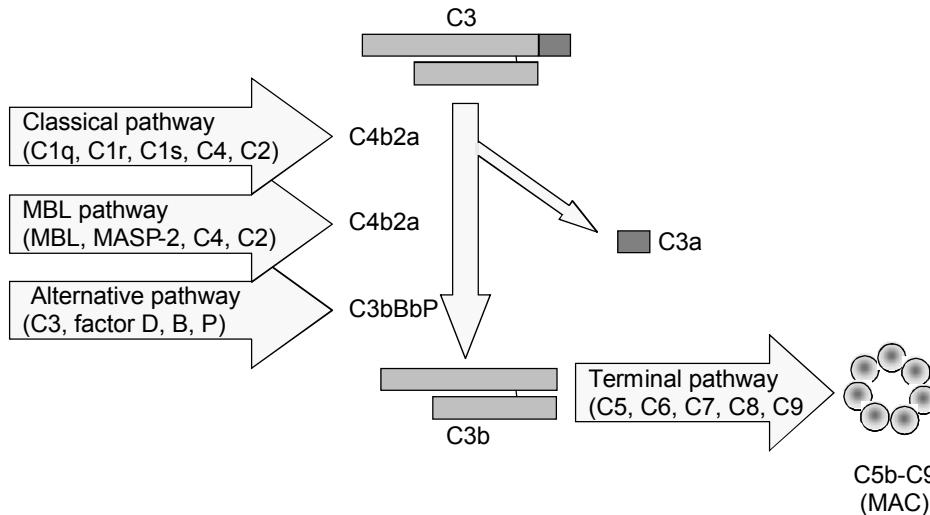 C3
Classical pathway
(C1q, C1r, C1s, C4, C2)
C4b2a
MBL pathway
(MBL, MASP-2, C4, C2)
C4b2a
C3a
Alternative pathway
(C3, factor D, B, P)
C3bBbP
Terminal pathway
(C5, C6, C7, C8, C9
C3b
C5b-C9
(MAC)